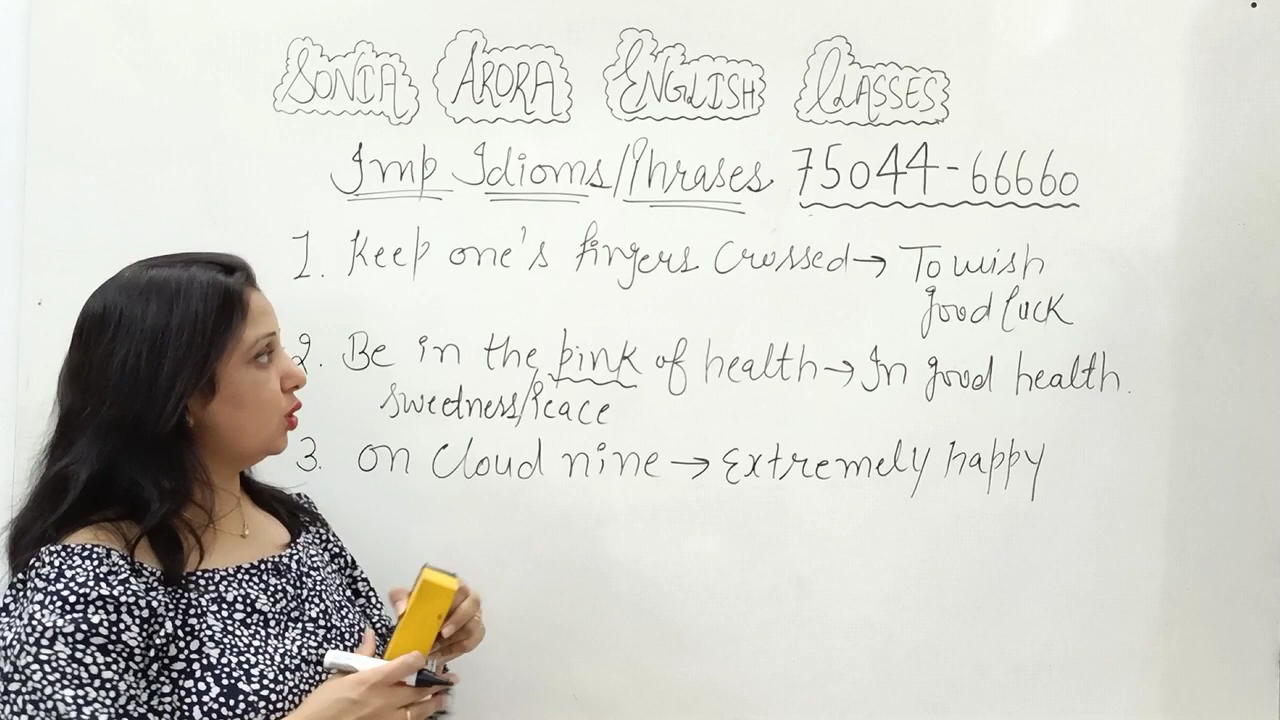 SONIA ARORA ENGLISH CLASSES
Imp Idioms/Phrases 75044-66660
1. Keep one's fingers crossed → To wish
good luck
2. Be in the pink of health → In good health.
Sweetness/Peace
3. On Cloud nine → Extremely happy